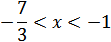 -7/3 < x < -1